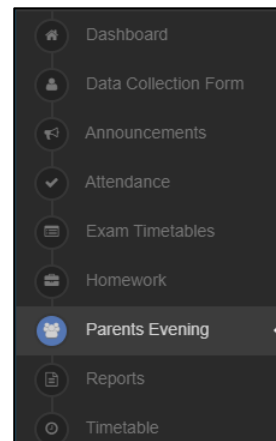 Dashboard
Data Collection Form
Announcements
Attendance
Exam Timetables
Homework
Parents Evening
Reports
Timetable